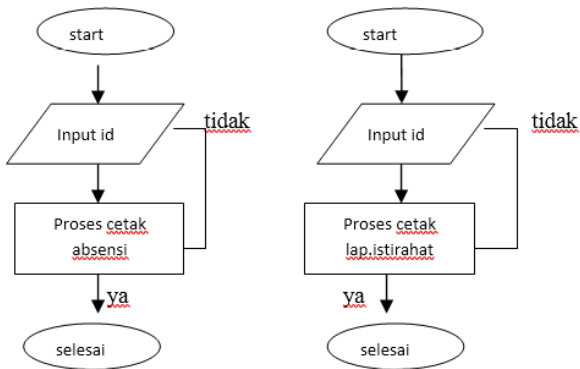 start
Input id
tidak
Proses cetak
absensi
ya
selesai
start
Input id
tidak
Proses cetak
lap.istirahat
ya
selesai